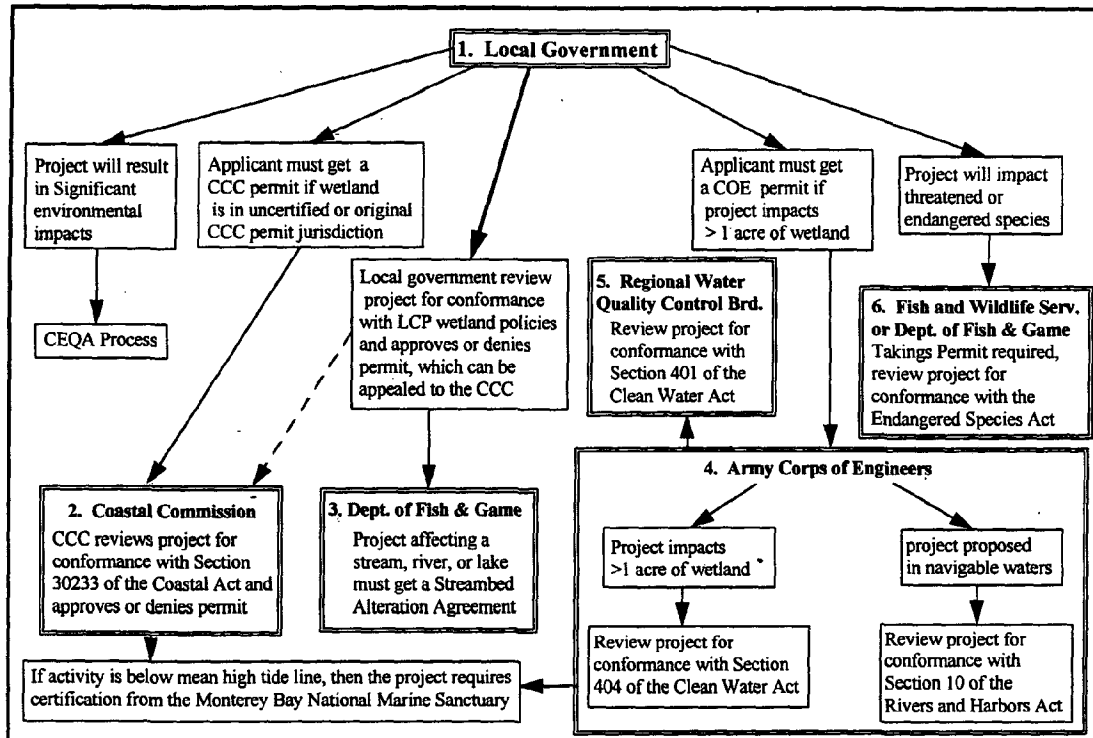 1. Local Government
Project will result
in Significant
environmental
impacts
Applicant must get a
CCC permit if wetland
is in uncertified or original
CCC permit jurisdiction
Applicant must get
a COE permit if
project impacts
> 1 acre of wetland
Project will impact
threatened or
endangered species
CEQA Process
Local government review
project for conformance
with LCP wetland policies
and approves or denies
permit, which can be
appealed to the CCC
5. Regional Water
Quality Control Brd.
Review project for
conformance with
Section 401 of the
Clean Water Act
6. Fish and Wildlife Serv.
or Dept. of Fish & Game
Takings Permit required,
review project for
conformance with the
Endangered Species Act
2. Coastal Commission
CCC reviews project for
conformance with Section
30233 of the Coastal Act and
approves or denies permit
3. Dept. of Fish & Game
Project affecting a
stream, river, or lake
must get a Streambed
Alteration Agreement
4. Army Corps of Engineers
Project impacts
>1 acre of wetland
project proposed
in navigable waters
Review project for
conformance with Section
404 of the Clean Water Act
Review project for
conformance with
Section 10 of the
Rivers and Harbors Act
If activity is below mean high tide line, then the project requires
certification from the Monterey Bay National Marine Sanctuary